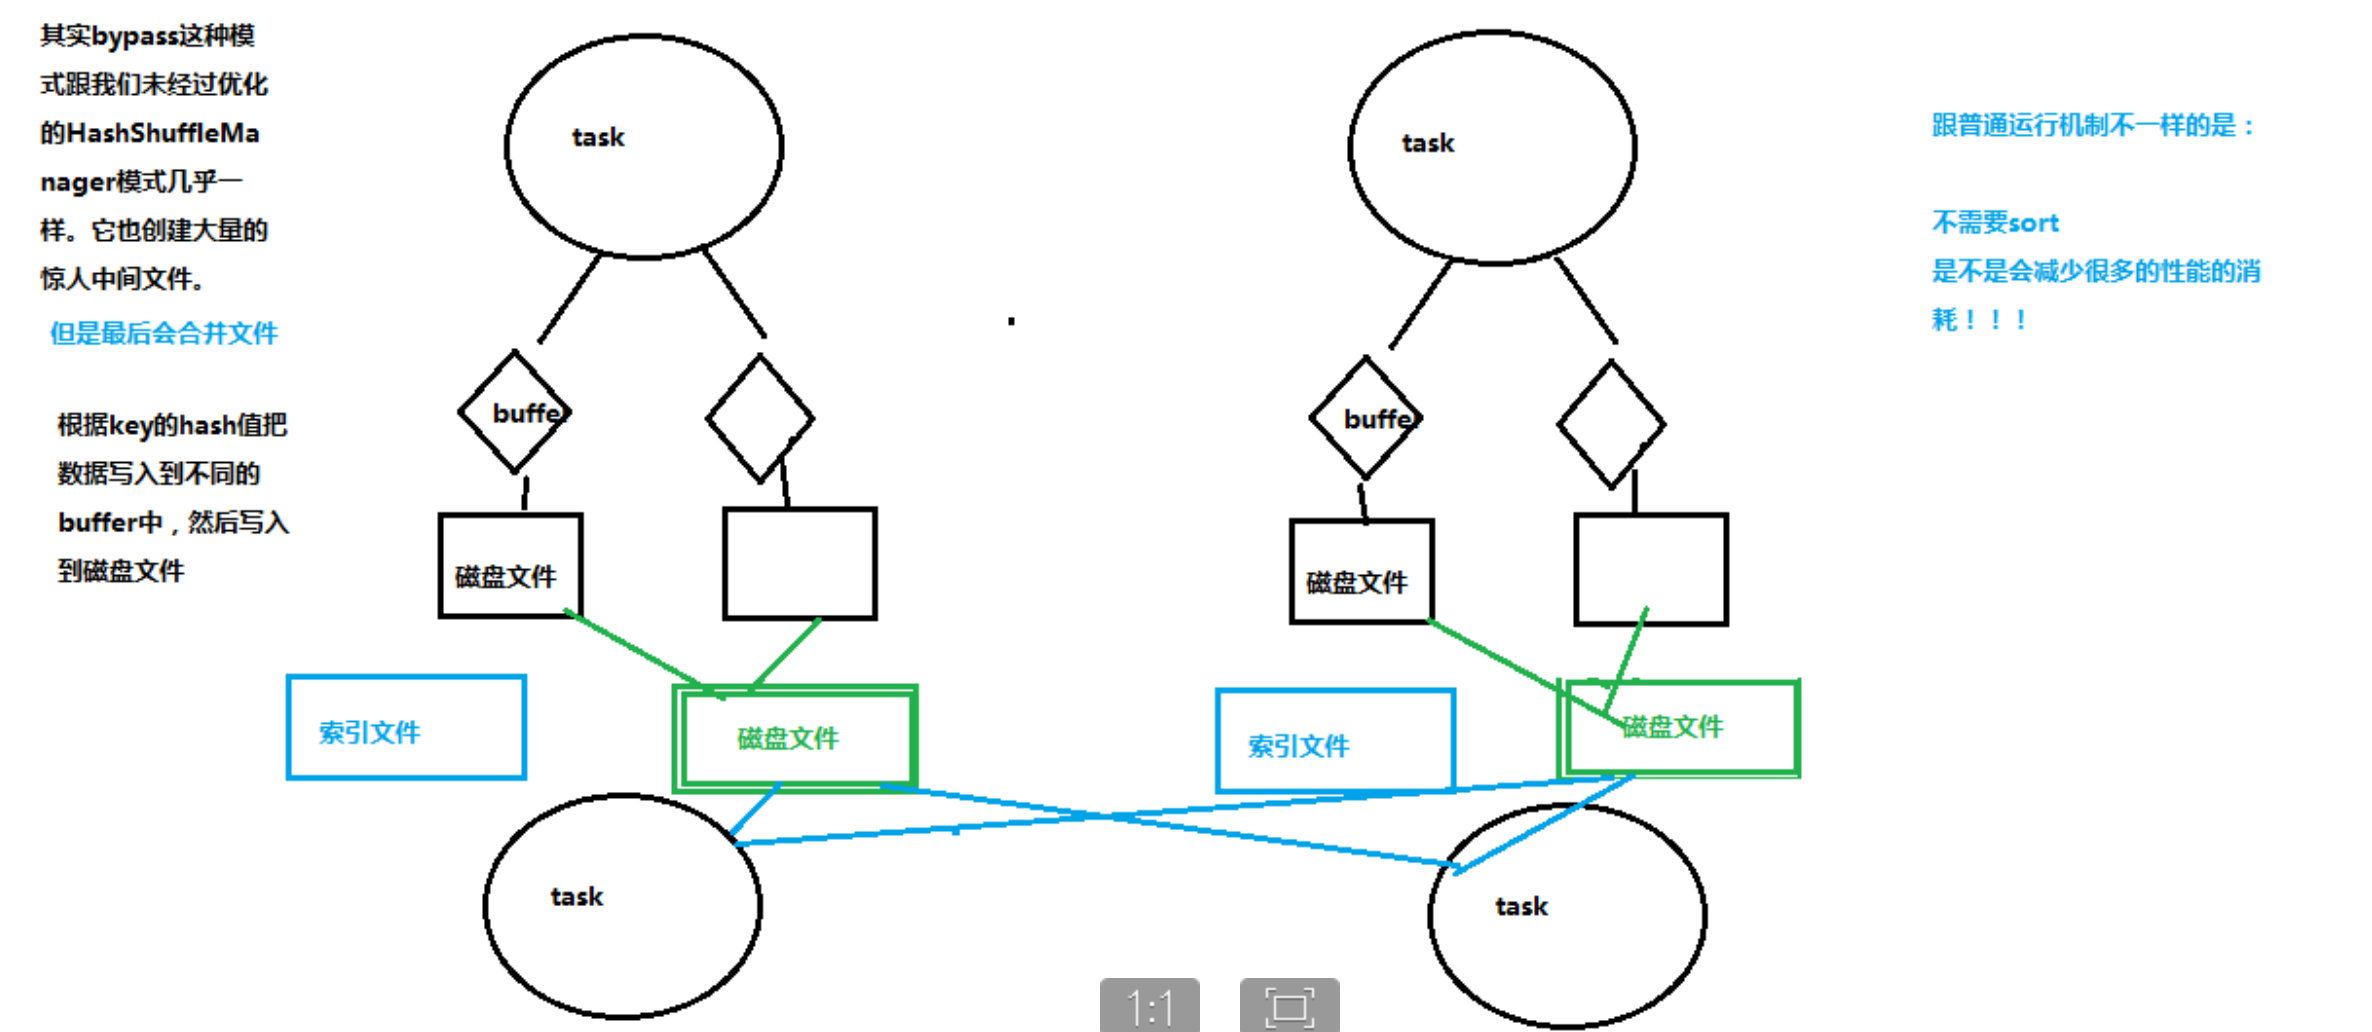 其实bypass这种模
式跟我们未经过优化
的HashShuffleMa
nager模式几乎一
样。它也创建大量的
惊人中间文件。
但是最后会合并文件
根据key的hash值把
数据写入到不同的
buffer中，然后写入
到磁盘文件
task
buffer
磁盘文件
索引文件
磁盘文件
task
task
buffer
磁盘文件
索引文件
磁盘文件
task
跟普通运行机制不一样的是：
不需要sort
是不是会减少很多的性能的消
耗！！！
1:1